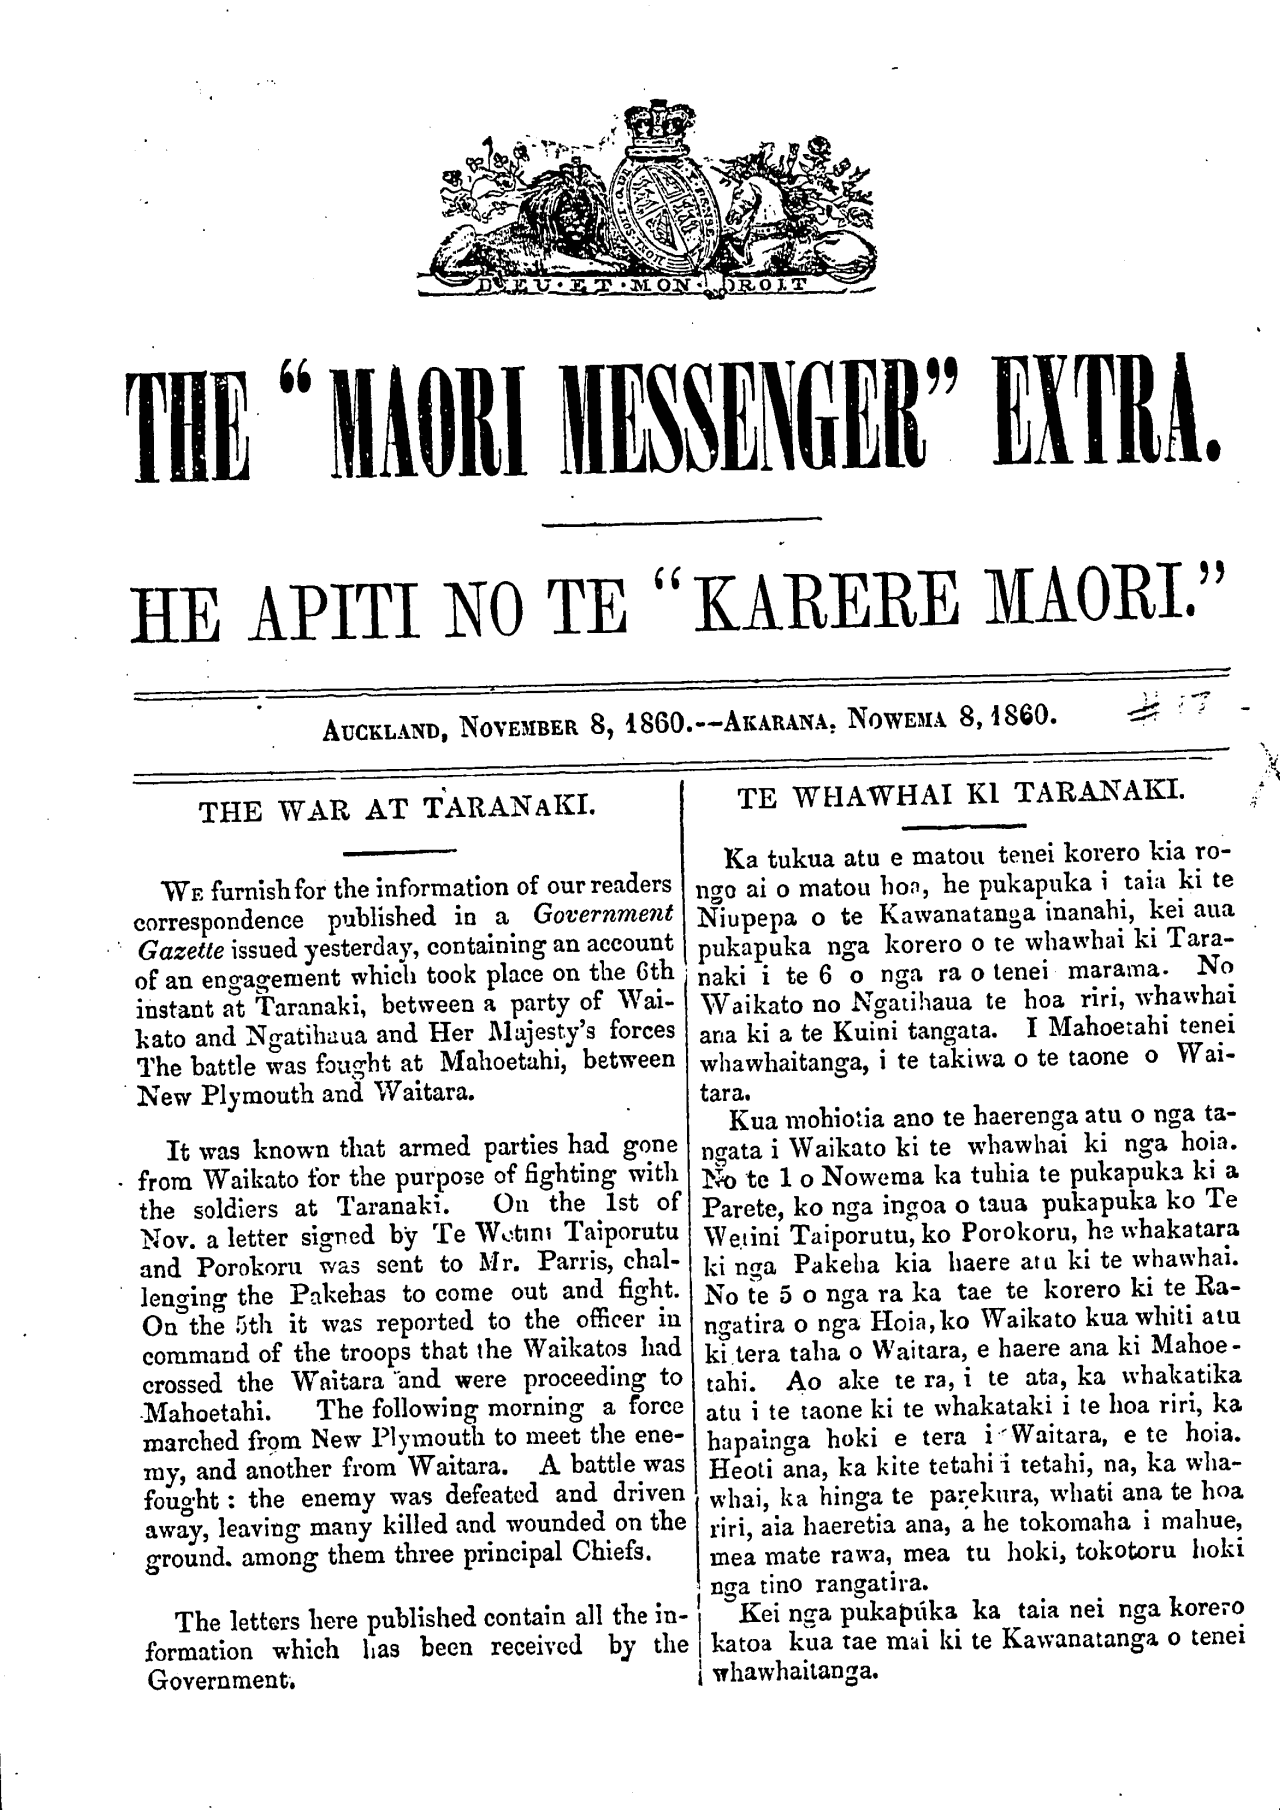 DIEU·ET·MON·DROIT
THE "MAORI MESSENGER" EXTRA.
HE APITI NO TE "KARERE MAORI."
AUCKLAND, NOVEMBER 8, 1860.--AKARANA, NOWEMA 8, 1860.
# 17
THE WAR AT TARANAKI.
WE furnish for the information of our readers
correspondence published in a Government
Gazette issued yesterday, containing an account
of an engagement which took place on the 6th
instant at Taranaki, between a party of Wai-
kato and Ngatihaua and Her Majesty's forces
The battle was fought at Mahoetahi, between
New Plymouth and Waitara.
It was known that armed parties had gone
from Waikato for the purpose of fighting with
the soldiers at Taranaki. On the 1st of
Nov. a letter signed by Te Wetini Taiporutu
and Porokoru was sent to Mr. Parris, chal-
lenging the Pakehas to come out and fight.
On the 5th it was reported to the officer in
command of the troops that the Waikatos had
crossed the Waitara and were proceeding to
Mahoetahi. The following morning a force
marched from New Plymouth to meet the ene-
my, and another from Waitara. A battle was
fought: the enemy was defeated and driven
away, leaving many killed and wounded on the
ground. among them three principal Chiefs.
The letters here published contain all the in-
formation which has been received by the
Government.
TE WHAWHAI KI TARANAKI.
Ka tukua atu e matou tenei korero kia ro-
ngo ai o matou hoa, he pukapuka i taia ki te
Niupepa o te Kawanatanga inanahi, kei aua
pukapuka nga korero o te whawhai ki Tara-
naki i te 6 o nga ra o tenei marama. No
Waikato no Ngatihaua te hoa riri, whawhai
ana ki a te Kuini tangata. I Mahoetahi tenei
whawhaitanga, i te takiwa o te taone o Wai-
tara.
Kua mohiotia ano te haerenga atu o nga ta-
ngata i Waikato ki te whawhai ki nga hoia.
No te 1 o Nowema ka tuhia te pukapuka ki a
Parete, ko nga ingoa o taua pukapuka ko Te
Wetini Taiporutu, ko Porokoru, he whakatara
ki nga Pakeha kia haere atu ki te whawhai.
No te 5 o nga ra ka tae te korero ki te Ra-
ngatira o nga Hoia, ko Waikato kua whiti atu
ki tera taha o Waitara, e haere ana ki Mahoe-
tahi. Ao ake te ra, i te ata, ka whakatika
atu i te taone ki te whakataki i te hoa riri, ka
hapainga hoki e tera i Waitara, e te hoia.
Heoti ana, ka kite tetahi i tetahi, na, ka wha-
whai, ka hinga te parekura, whati ana te hoa
riri, aia haeretia ana, a he tokomaha i mahue,
mea mate rawa, mea tu hoki, tokotoru hoki
nga tino rangatira.
Kei nga pukapuka ka taia nei nga korero
katoa kua tae mai ki te Kawanatanga o tenei
whawhaitanga.